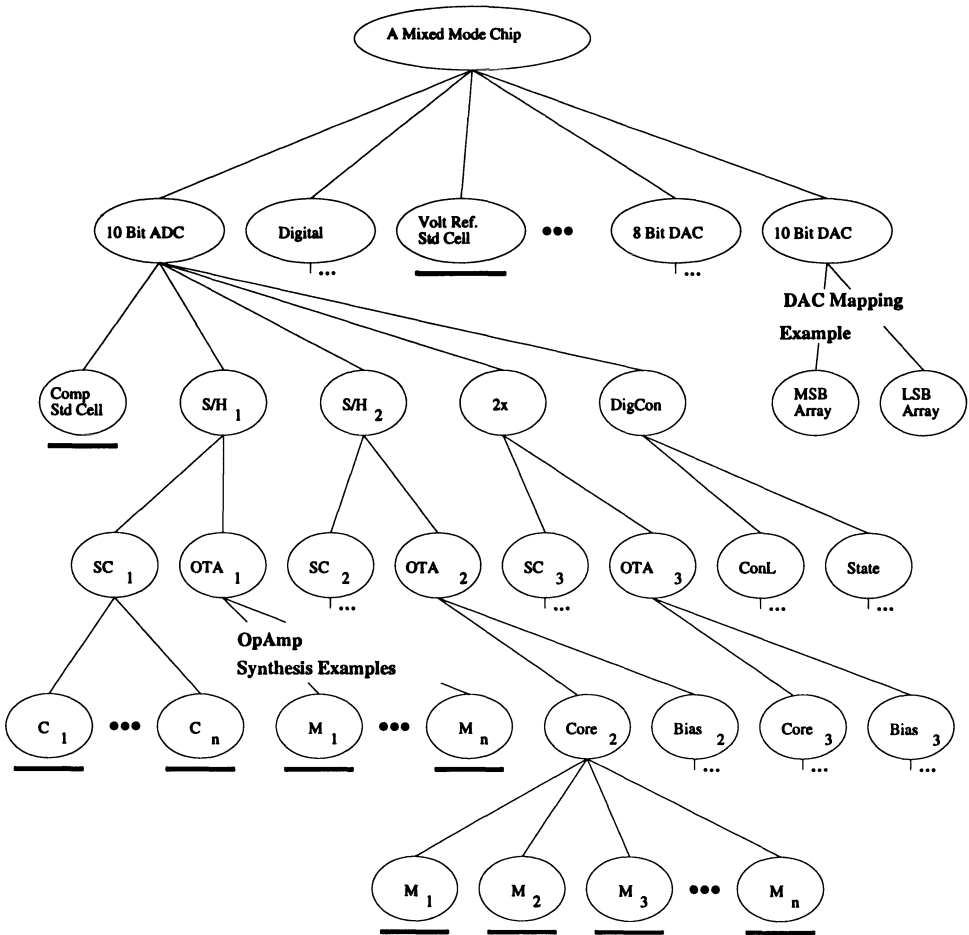 A Mixed Mode Chip
10 Bit ADC
Digital
Volt Ref.
Std Cell
•••
8 Bit DAC
10 Bit DAC
...
...
DAC Mapping
Example
Comp
Std Cell
S/H 1
S/H 2
2x
DigCon
MSB
Array
LSB
Array
SC 1
OTA 1
SC 2
OTA 2
SC 3
OTA 3
ConL
State
...
...
...
...
OpAmp
Synthesis Examples
C 1
•••
C n
M 1
•••
M n
Core 2
Bias 2
Core 3
Bias 3
...
...
...
M 1
M 2
M 3
•••
M n